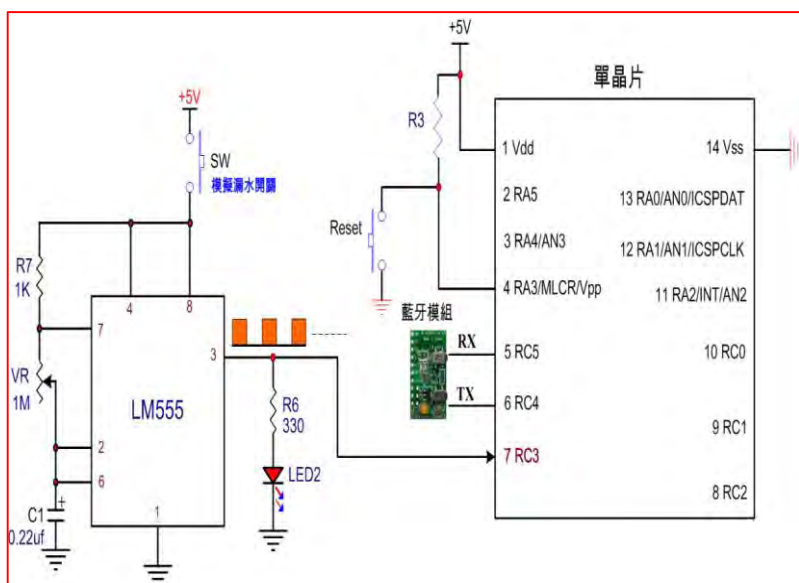 +5V
SW
模擬漏水開關
R7
1K
4
8
7
3
VR
1M
LM555
2
6
1
C1
+
0.22uf
R6
330
LED2
+5V
R3
Reset
單晶片
1 Vdd
14 Vss
2 RA5
13 RA0/AN0/ICSPDAT
3 RA4/AN3
12 RA1/AN1/ICSPCLK
4 RA3/MLCR/Vpp
11 RA2/INT/AN2
藍牙模組
RX
5 RC5
10 RC0
TX
6 RC4
9 RC1
7 RC3
8 RC2